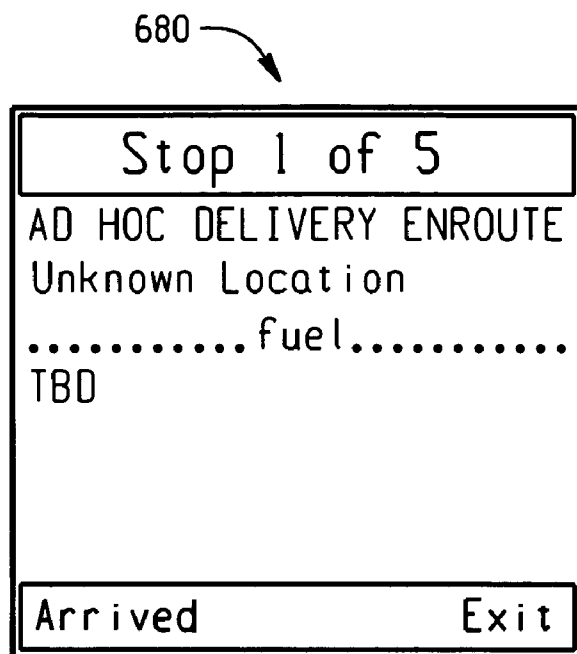 680
Stop 1 of 5
AD HOC DELIVERY ENROUTE
Unknown Location
...........fuel...........
TBD
Arrived Exit